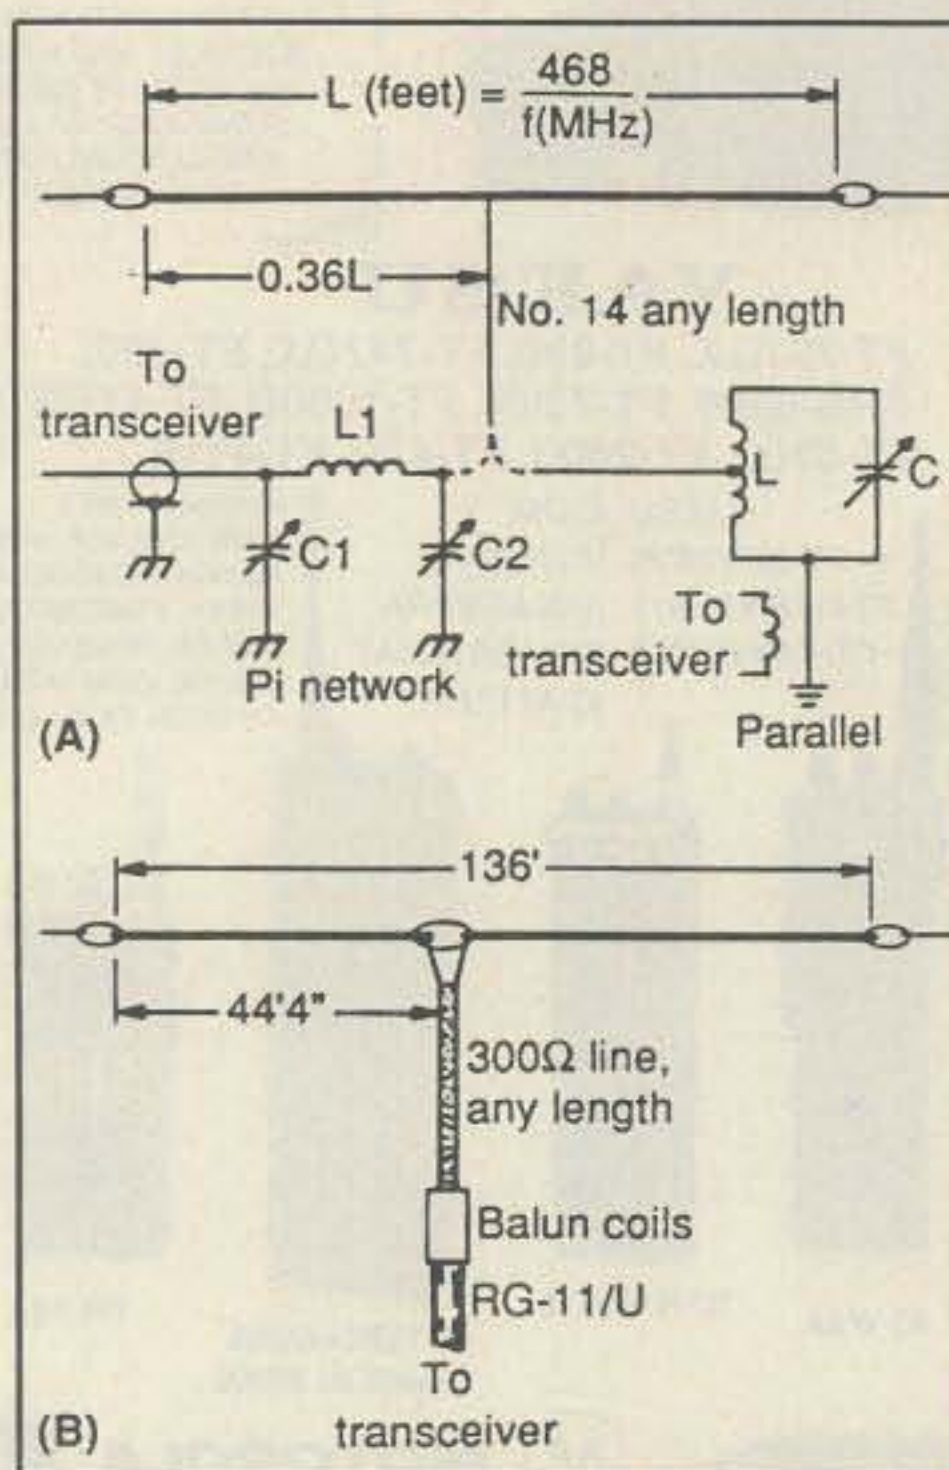 L (feet) = 468
f(MHz)
0.36L
No. 14 any length
To
transceiver
L1
C1
C2
L
C
To
transceiver
Pi network
Parallel
(A)
136'
44'4"
300Ω line,
any length
Balun coils
RG-11/U
To
transceiver
(B)